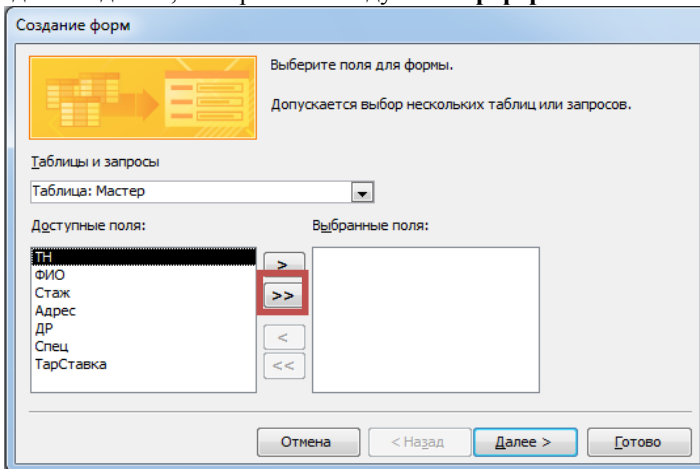 Создание форм
Выберите поля для формы.
Допускается выбор нескольких таблиц или запросов.
Таблицы и запросы
Таблица: Мастер
Доступные поля:
Выбранные поля:
ТН
ФИО
Стаж
Адрес
ДР
Спец
ТарСтавка
>
>>
<
<<
Отмена
< Назад
Далее >
Готово